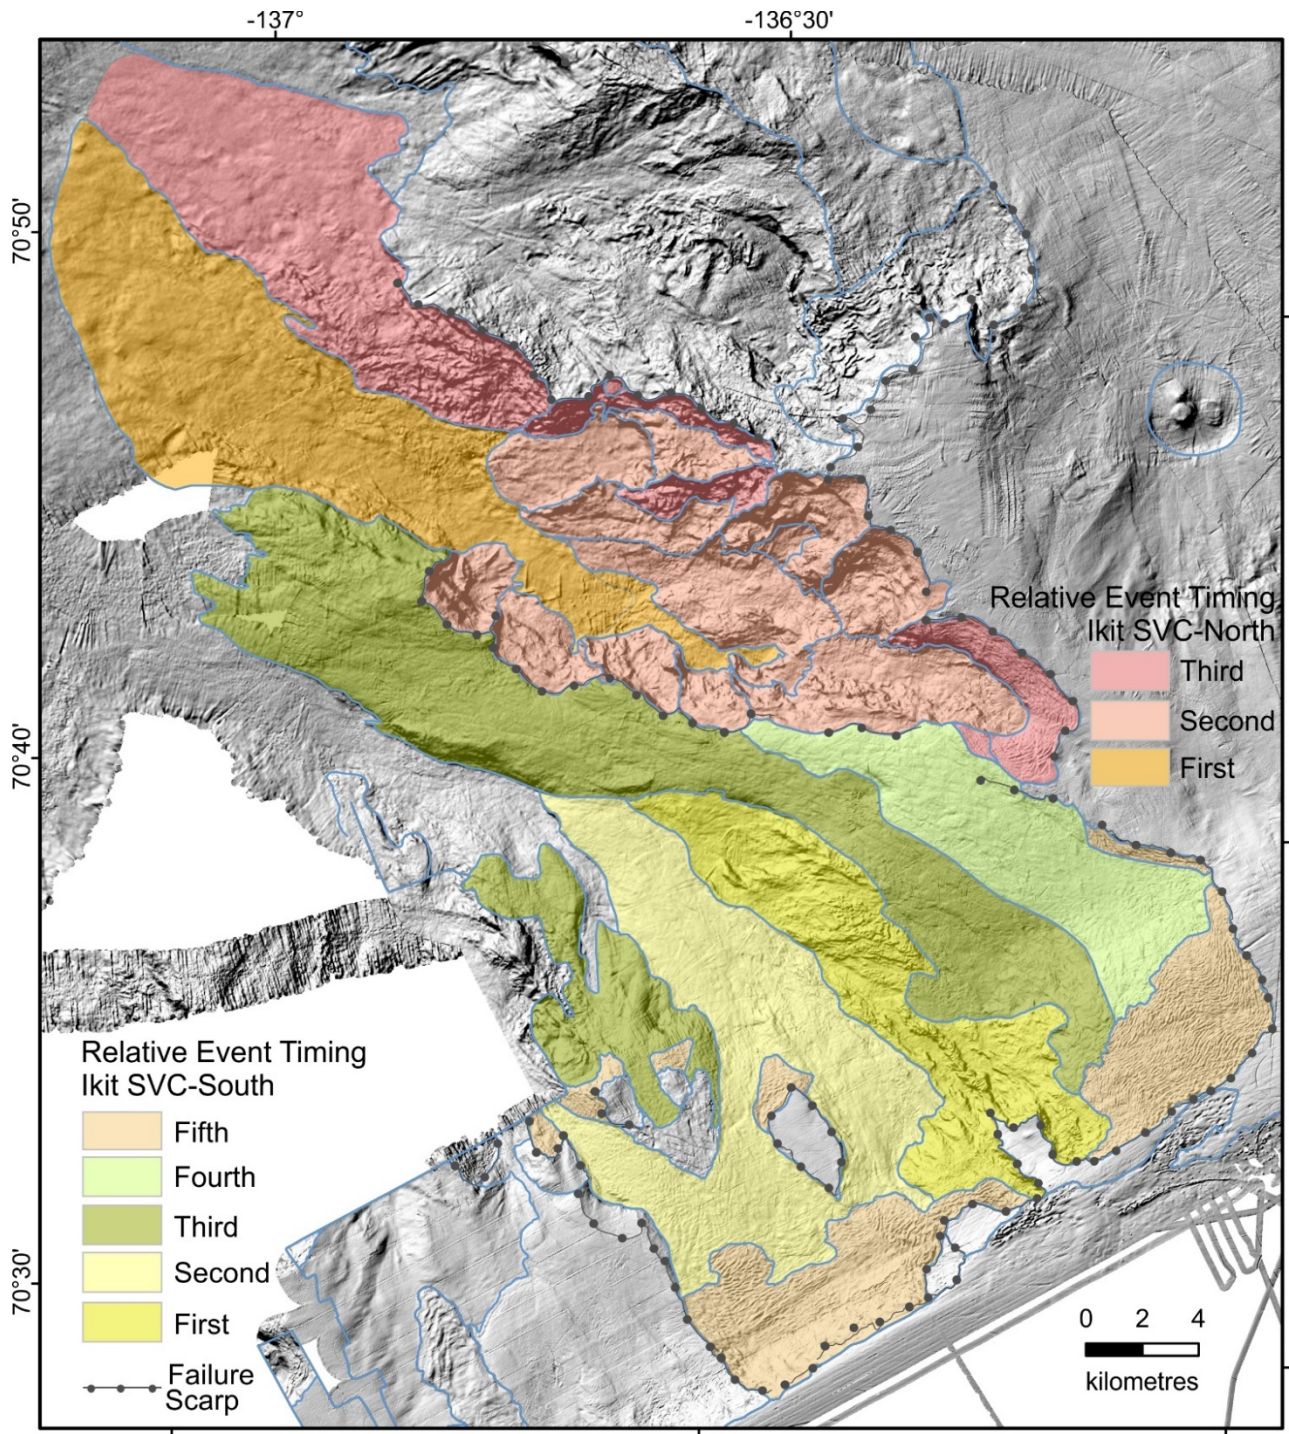 -137°
-136°30'
70°50'
70°40'
70°30'
Relative Event Timing
Ikit SVC-North
Third
Second
First
Relative Event Timing
Ikit SVC-South
Fifth
Fourth
Third
Second
First
Failure
Scarp
0 2 4
kilometres